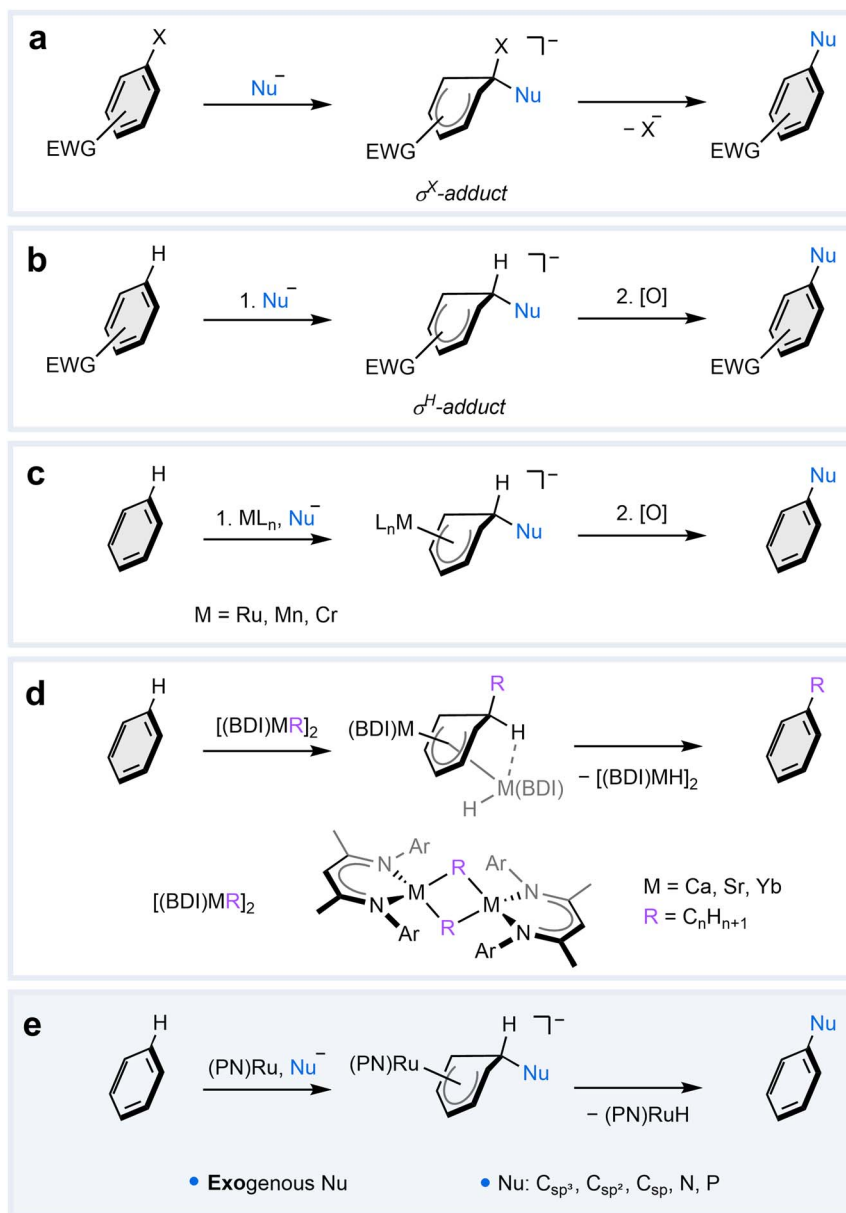 a
X
EWG
Nu⁻
X
Nu
EWG
⁻
σˣ-adduct
– X⁻
Nu
EWG
b
H
EWG
1. Nu⁻
H
Nu
EWG
⁻
σᴴ-adduct
2. [O]
Nu
EWG
c
H
1. MLₙ, Nu⁻
M = Ru, Mn, Cr
LₙM
H
Nu
⁻
2. [O]
Nu
d
H
[(BDI)MR]₂
(BDI)M
R
H
M(BDI)
H
– [(BDI)MH]₂
R
[(BDI)MR]₂
N
Ar
M
N
Ar
R
R
Ar
N
M
N
Ar
M = Ca, Sr, Yb
R = CₙHₙ₊₁
e
H
(PN)Ru, Nu⁻
(PN)Ru
H
Nu
⁻
– (PN)RuH
Nu
• Exogenous Nu
• Nu: Csp³, Csp², Csp, N, P